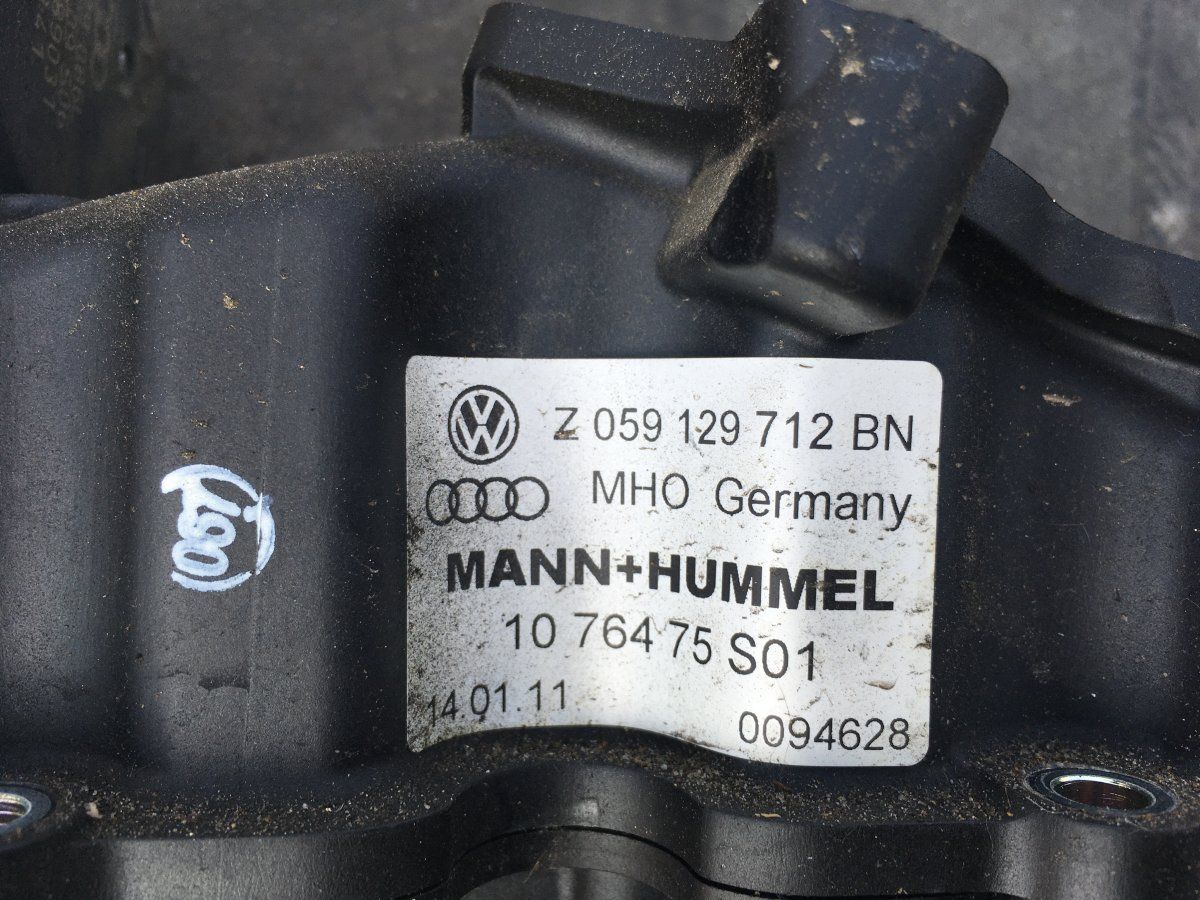 Z 059 129 712 BN
MHO Germany
MANN+HUMMEL
10 764 75 S01
14.01.11
0094628